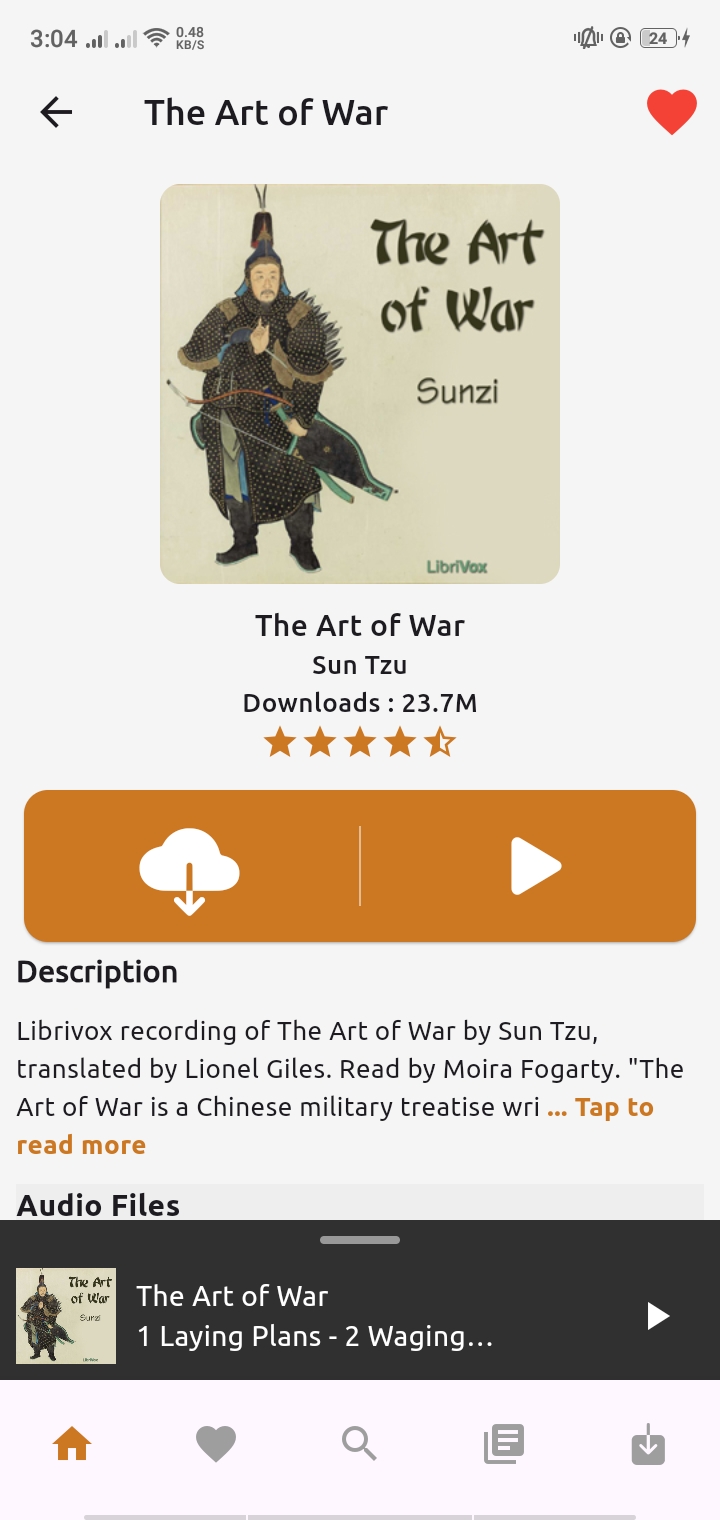 3:04
0.48
KB/S
24
The Art of War
The Art
of War
Sunzi
LibriVox
The Art of War
Sun Tzu
Downloads : 23.7M
Description
Librivox recording of The Art of War by Sun Tzu,
translated by Lionel Giles. Read by Moira Fogarty. "The
Art of War is a Chinese military treatise wri ... Tap to
read more
Audio Files
The Art
of War
Sunzi
LibriVox
The Art of War
1 Laying Plans - 2 Waging...